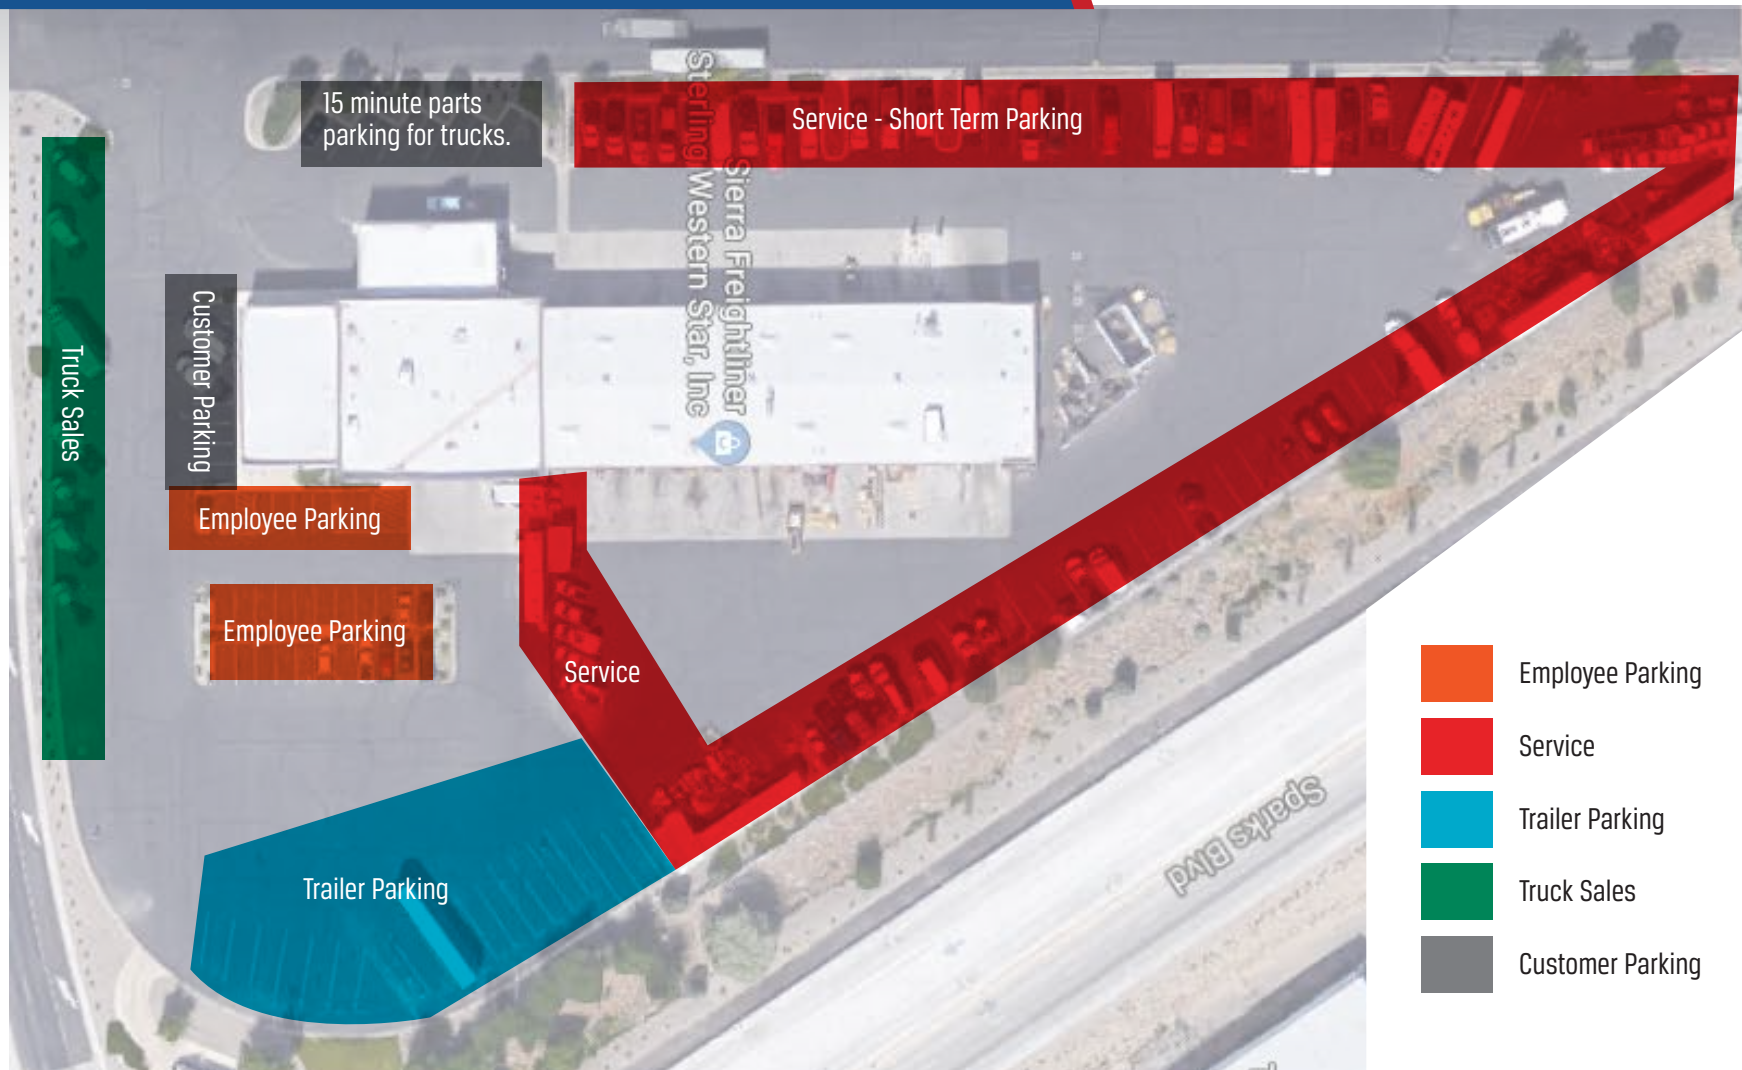 15 minute parts
parking for trucks.
Service - Short Term Parking
Sierra Freightliner
Sterling Western Star, Inc
Truck Sales
Customer Parking
Employee Parking
Employee Parking
Service
Trailer Parking
Sparks Blvd
Employee Parking
Service
Trailer Parking
Truck Sales
Customer Parking